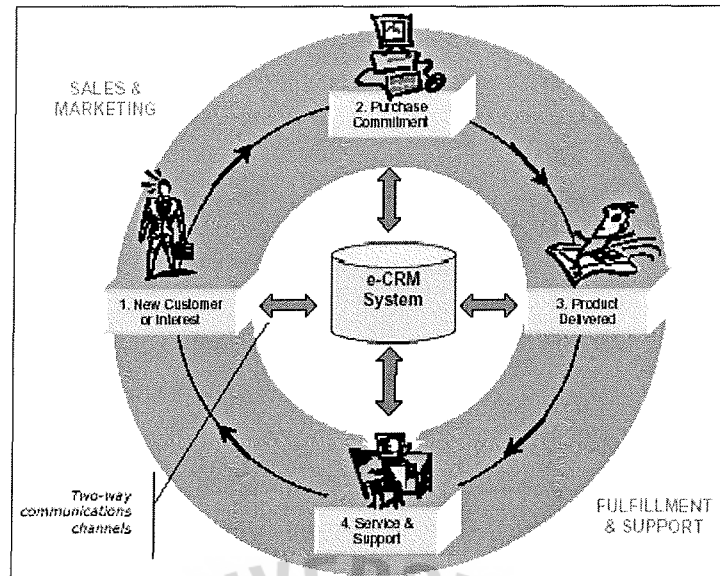 SALES &
MARKETING
2. Purchase
Commitment
1. New Customer
or Interest
e-CRM
System
3. Product
Delivered
4. Service &
Support
Two-way
communications
channels
FULFILLMENT
& SUPPORT